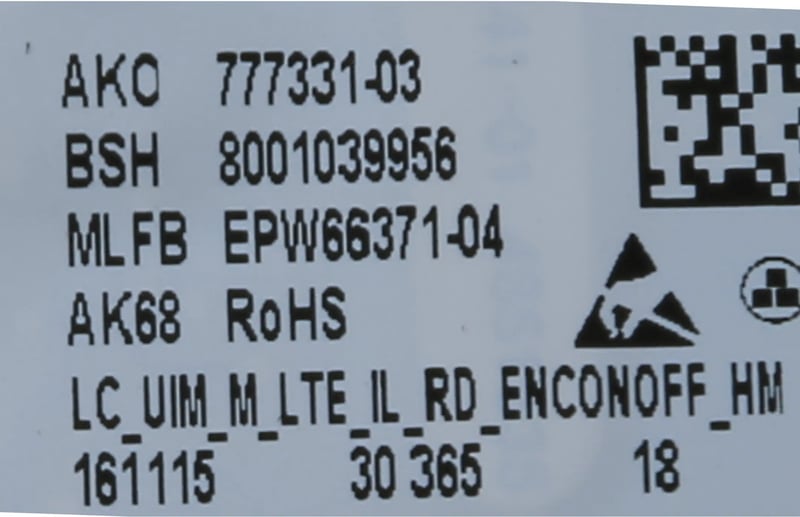 AKO 777331-03
BSH 8001039956
MLFB EPW66371-04
AK68 RoHS
LC_UIM_M_LTE_IL_RD_ENCONOFF_HM
161115 30 365 18